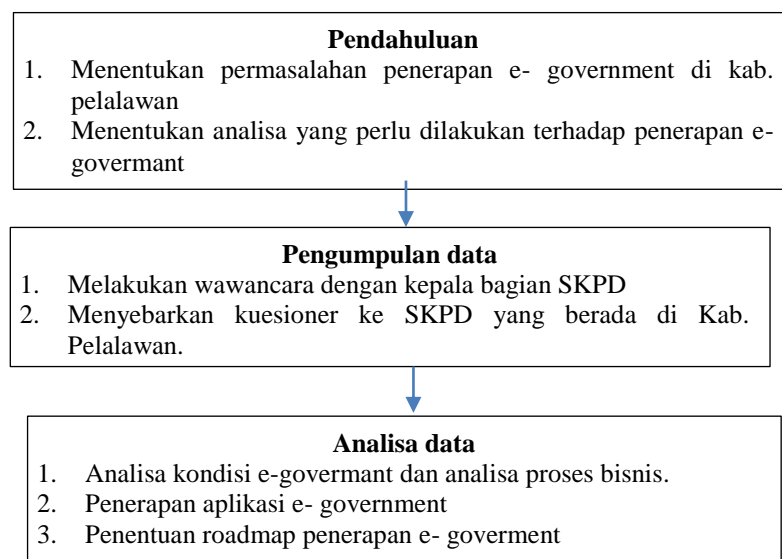 Pendahuluan
1. Menentukan permasalahan penerapan e- government di kab.
pelalawan
2. Menentukan analisa yang perlu dilakukan terhadap penerapan e-
govermant
Pengumpulan data
1. Melakukan wawancara dengan kepala bagian SKPD
2. Menyebarkan kuesioner ke SKPD yang berada di Kab.
Pelalawan.
Analisa data
1. Analisa kondisi e-govermant dan analisa proses bisnis.
2. Penerapan aplikasi e- government
3. Penentuan roadmap penerapan e- goverment